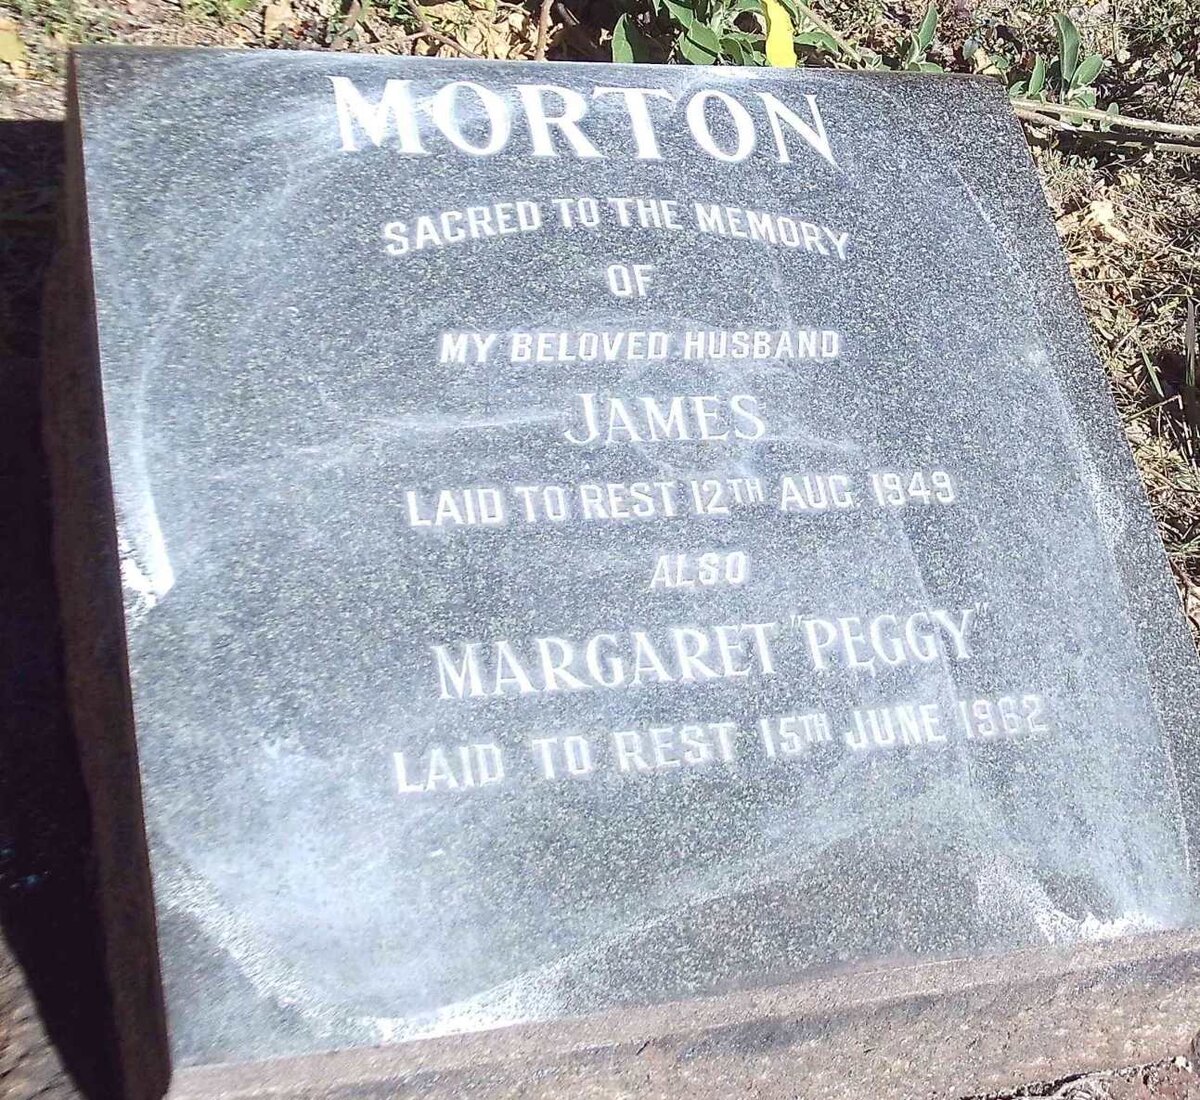 MORTON
SACRED TO THE MEMORY
OF
MY BELOVED HUSBAND
JAMES
LAID TO REST 12TH AUG. 1949
ALSO
MARGARET "PEGGY"
LAID TO REST 15TH JUNE 1962